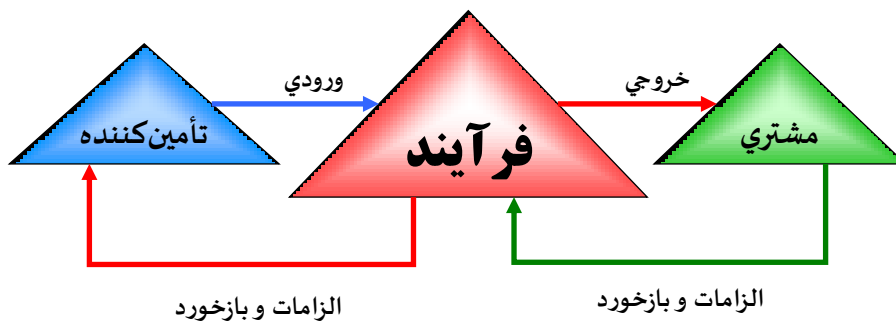 خروجي
ورودي
مشتري
فرآيند
تأمين‌كننده
الزامات و بازخورد
الزامات و بازخورد